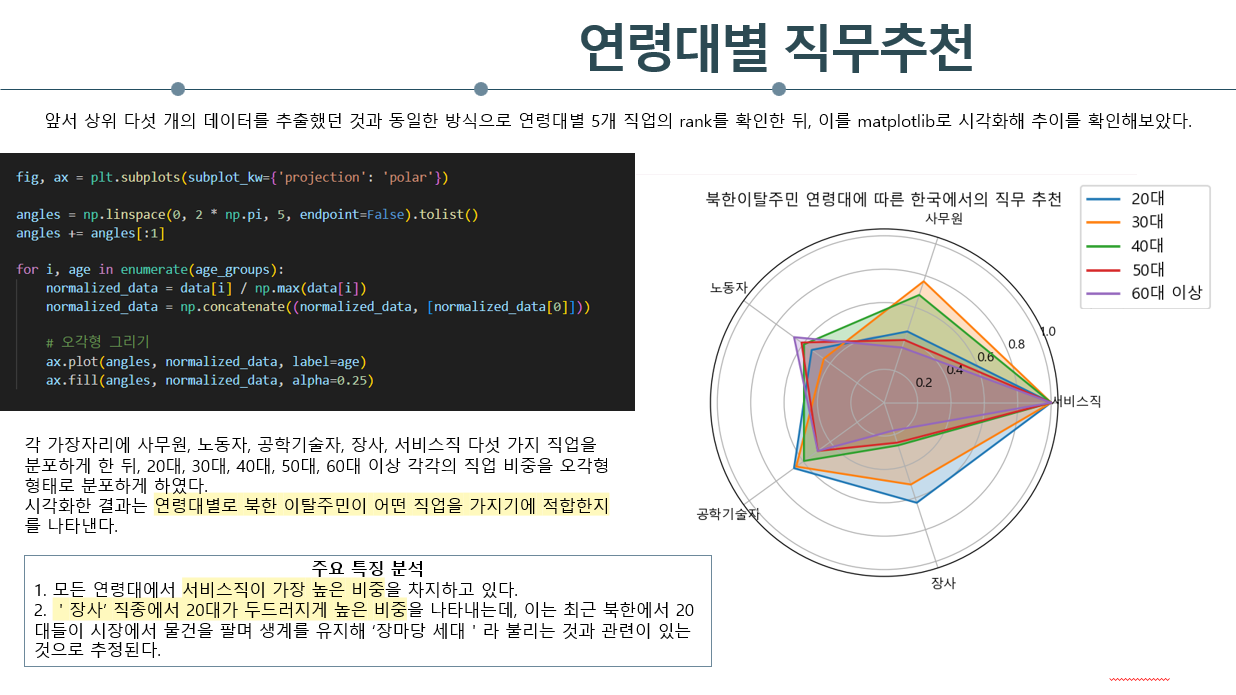 연령대별 직무추천
앞서 상위 다섯 개의 데이터를 추출했던 것과 동일한 방식으로 연령대별 5개 직업의 rank를 확인한 뒤, 이를 matplotlib로 시각화해 추이를 확인해보았다.
fig, ax = plt.subplots(subplot_kw={'projection': 'polar'})
angles = np.linspace(0, 2 * np.pi, 5, endpoint=False).tolist()
angles += angles[:1]
for i, age in enumerate(age_groups):
    normalized_data = data[i] / np.max(data[i])
    normalized_data = np.concatenate((normalized_data, [normalized_data[0]]))
    # 오각형 그리기
    ax.plot(angles, normalized_data, label=age)
    ax.fill(angles, normalized_data, alpha=0.25)
북한이탈주민 연령대에 따른 한국에서의 직무 추천
20대
30대
40대
50대
60대 이상
사무원
노동자
1.0
0.8
0.6
0.4
0.2
서비스직
공학기술자
장사
각 가장자리에 사무원, 노동자, 공학기술자, 장사, 서비스직 다섯 가지 직업을
분포하게 한 뒤, 20대, 30대, 40대, 50대, 60대 이상 각각의 직업 비중을 오각형
형태로 분포하게 하였다.
시각화한 결과는 연령대별로 북한 이탈주민이 어떤 직업을 가지기에 적합한지
를 나타낸다.
주요 특징 분석
1. 모든 연령대에서 서비스직이 가장 높은 비중을 차지하고 있다.
2. ＇장사’ 직종에서 20대가 두드러지게 높은 비중을 나타내는데, 이는 최근 북한에서 20
대들이 시장에서 물건을 팔며 생계를 유지해 ‘장마당 세대＇라 불리는 것과 관련이 있는
것으로 추정된다.